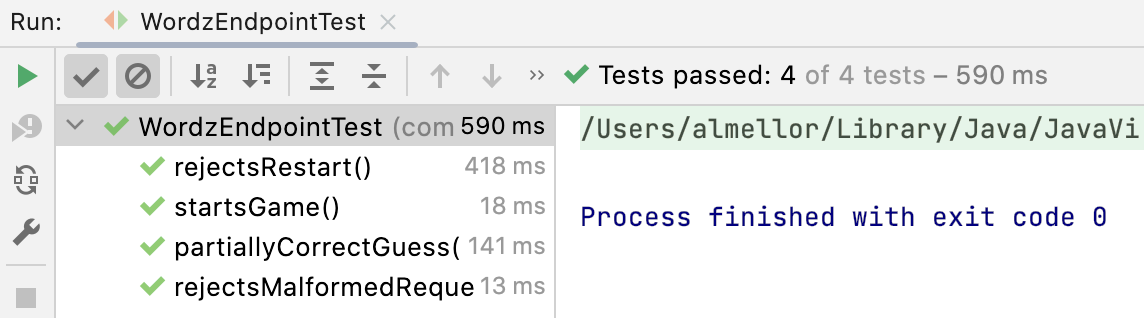 Run: WordzEndpointTest
Tests passed: 4 of 4 tests – 590 ms
WordzEndpointTest (com 590 ms
rejectsRestart() 418 ms
startsGame() 18 ms
partiallyCorrectGuess( 141 ms
rejectsMalformedReque 13 ms
/Users/almellor/Library/Java/JavaVi
Process finished with exit code 0